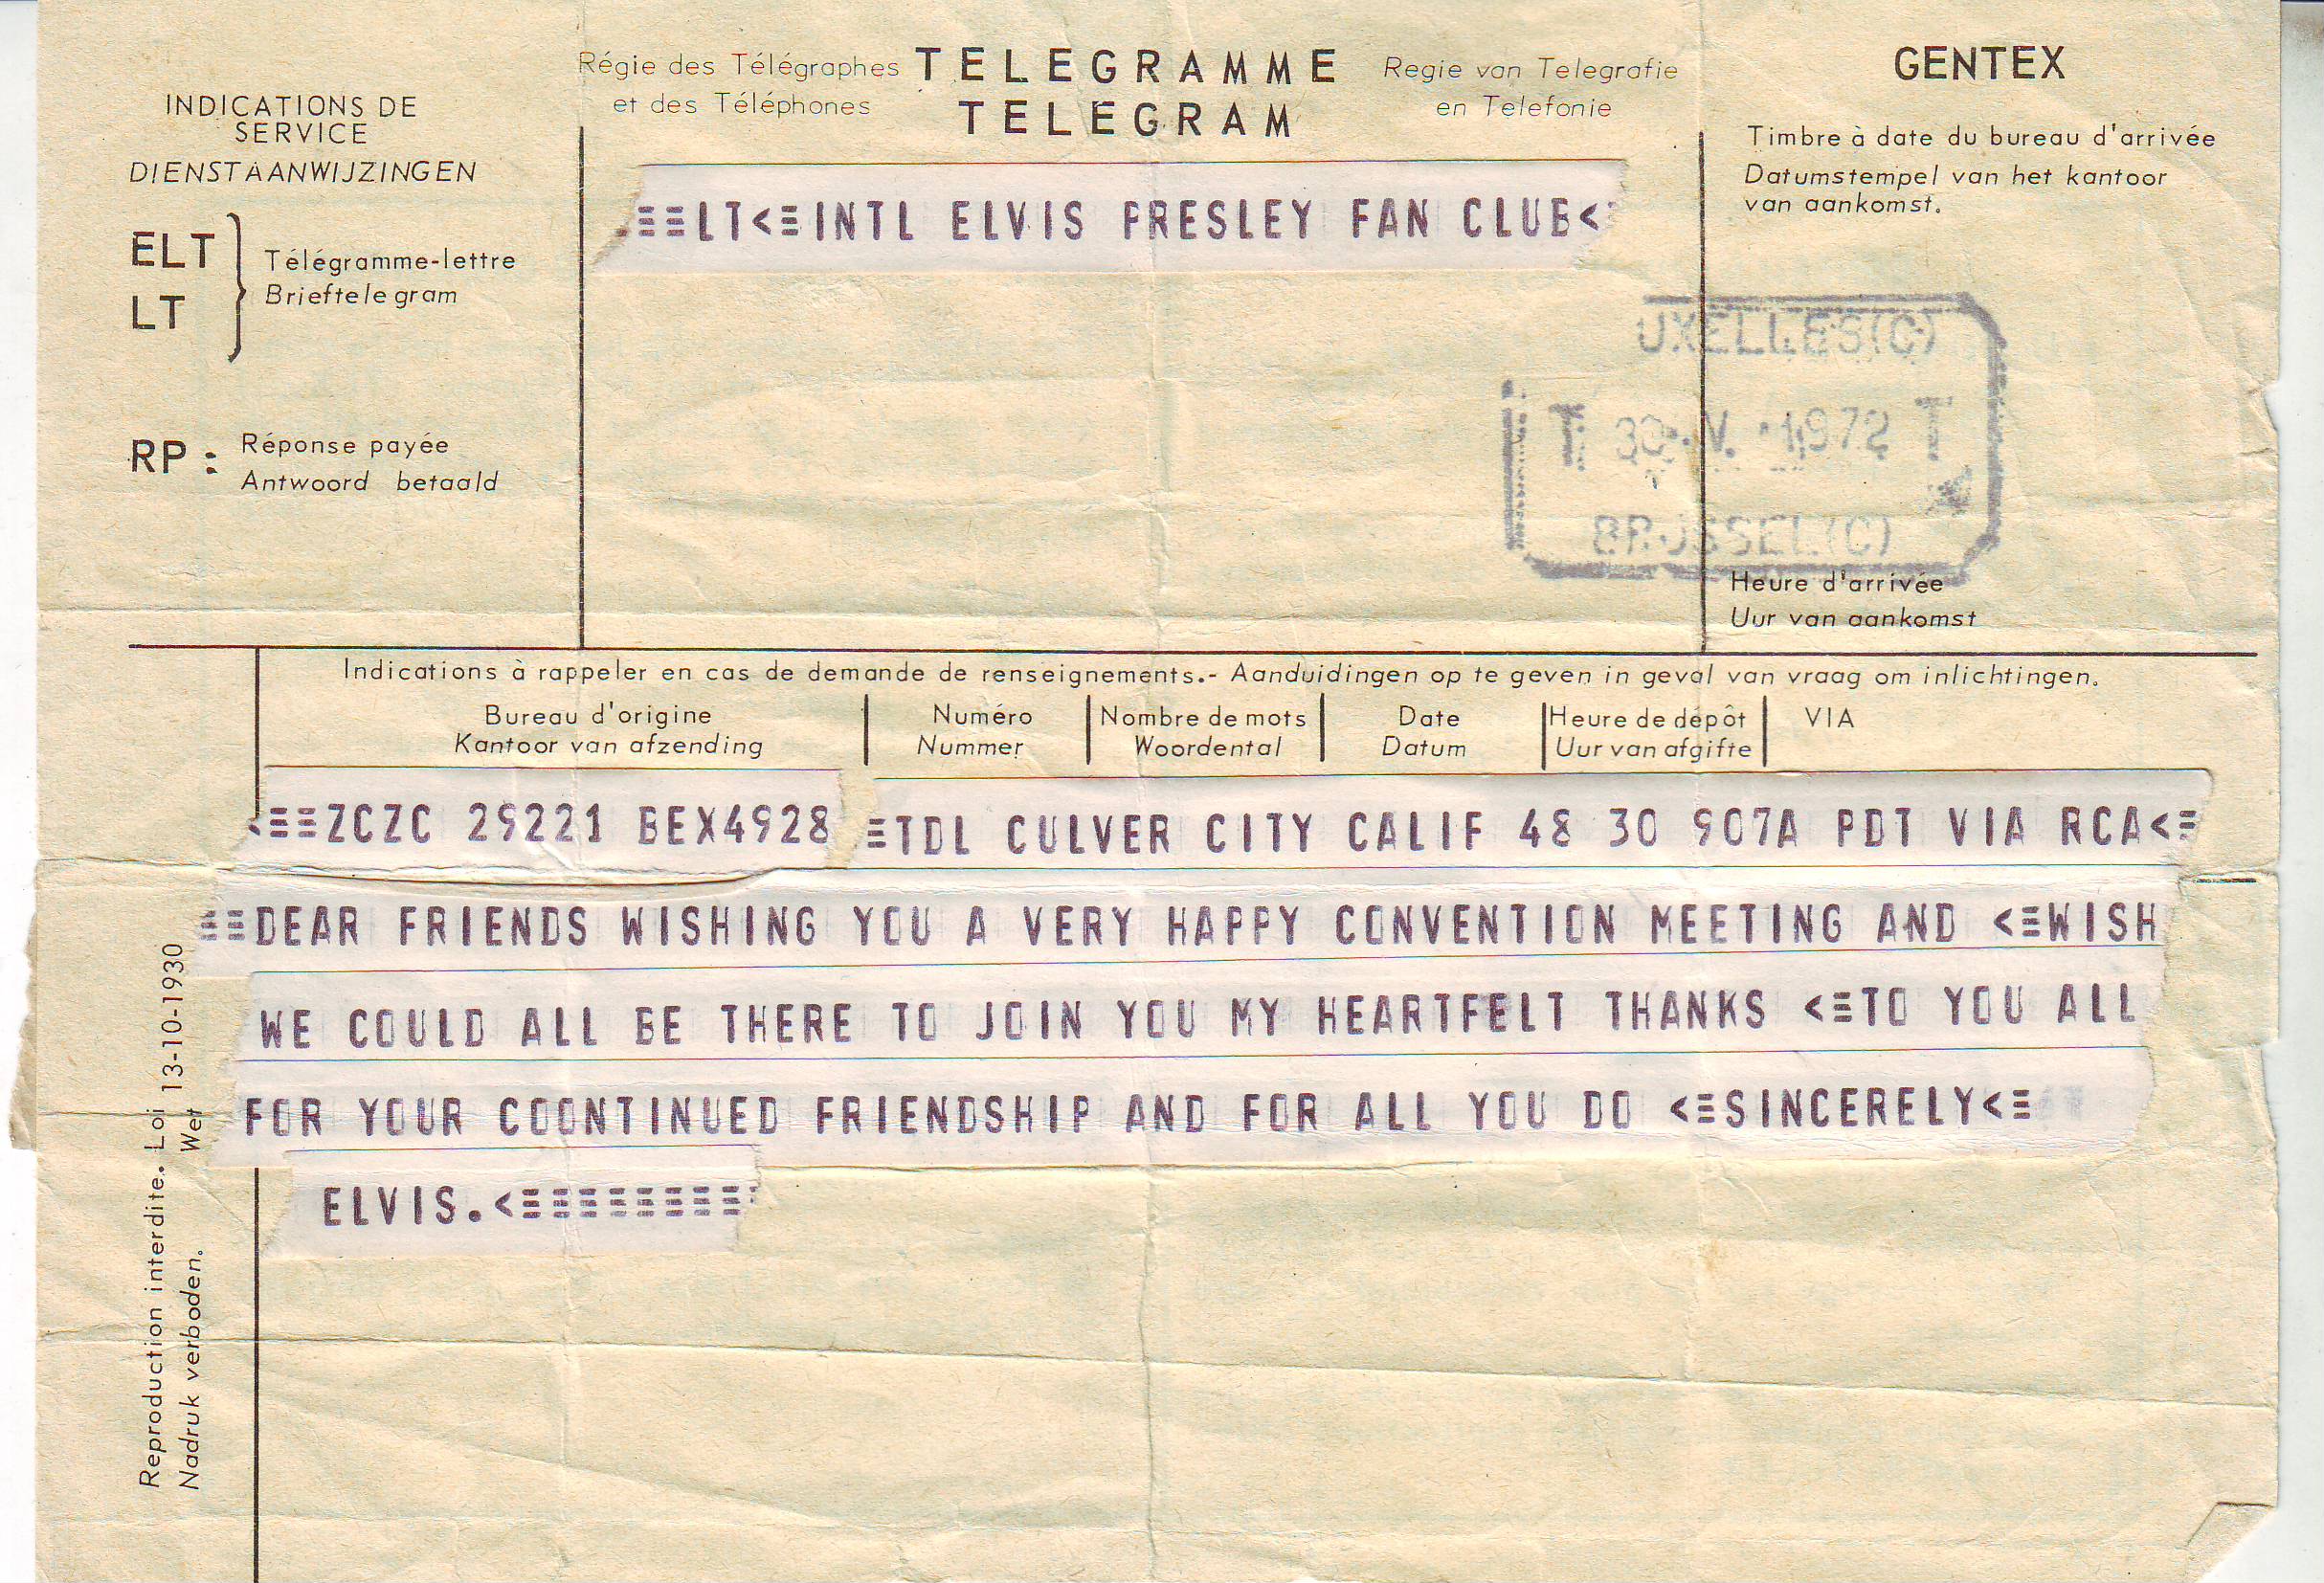 Régie des Télégraphes
et des Téléphones
TELEGRAMME
TELEGRAM
Regie van Telegrafie
en Telefonie
GENTEX
INDICATIONS DE
SERVICE
DIENSTAANWIJZINGEN
ELT
LT
Télégramme-lettre
Brieftelegram
RP :
Réponse payée
Antwoord betaald
≡≡LT<≡INTL ELVIS PRESLEY FAN CLUB<
Timbre à date du bureau d'arrivée
Datumstempel van het kantoor
van aankomst.
UXELLES(C)
T 30.V.1972 T
BRUSSEL(C)
Heure d'arrivée
Uur van aankomst
Indications à rappeler en cas de demande de renseignements.- Aanduidingen op te geven in geval van vraag om inlichtingen.
Bureau d'origine
Kantoor van afzending
Numéro
Nummer
Nombre de mots
Woordental
Date
Datum
Heure de dépôt
Uur van afgifte
VIA
<≡≡ZCZC 29221 BEX4928 ≡TDL CULVER CITY CALIF 48 30 907A PDT VIA RCA<≡
≡≡DEAR FRIENDS WISHING YOU A VERY HAPPY CONVENTION MEETING AND <≡WISH
WE COULD ALL BE THERE TO JOIN YOU MY HEARTFELT THANKS <≡TO YOU ALL
FOR YOUR COONTINUED FRIENDSHIP AND FOR ALL YOU DO <≡SINCERELY<≡
ELVIS.<≡≡≡≡≡≡≡≡
Reproduction interdite. Loi 13-10-1930
Nadruk verboden. Wet